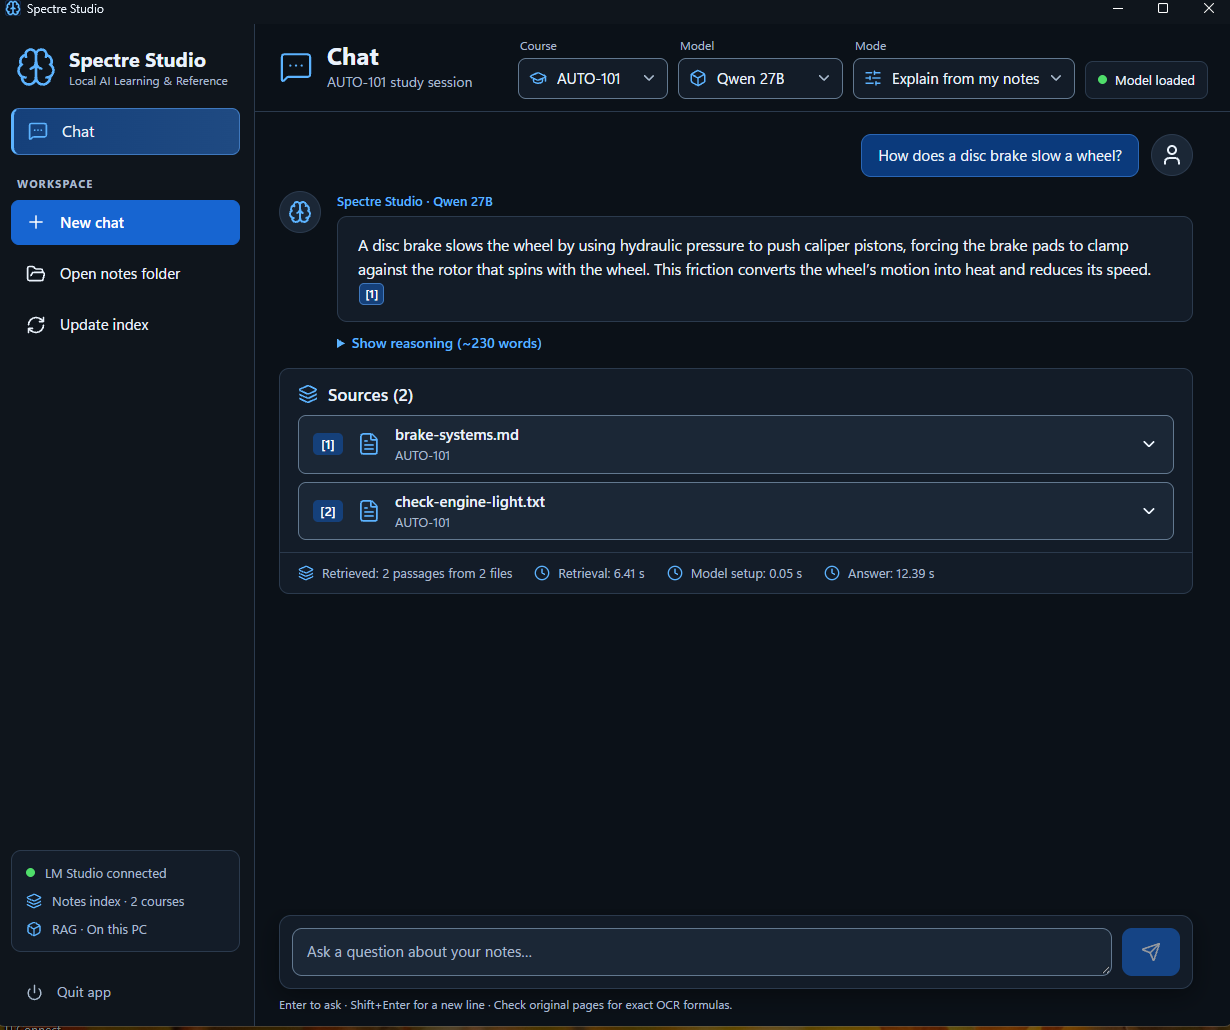 Spectre Studio
Spectre Studio
Local AI Learning & Reference
Chat
WORKSPACE
New chat
Open notes folder
Update index
LM Studio connected
Notes index · 2 courses
RAG · On this PC
Quit app
Chat
AUTO-101 study session
Course
AUTO-101
Model
Qwen 27B
Mode
Explain from my notes
Model loaded
How does a disc brake slow a wheel?
Spectre Studio · Qwen 27B
A disc brake slows the wheel by using hydraulic pressure to push caliper pistons, forcing the brake pads to clamp
against the rotor that spins with the wheel. This friction converts the wheel’s motion into heat and reduces its speed.
[1]
Show reasoning (~230 words)
Sources (2)
[1]
brake-systems.md
AUTO-101
[2]
check-engine-light.txt
AUTO-101
Retrieved: 2 passages from 2 files
Retrieval: 6.41 s
Model setup: 0.05 s
Answer: 12.39 s
Ask a question about your notes...
Enter to ask · Shift+Enter for a new line · Check original pages for exact OCR formulas.